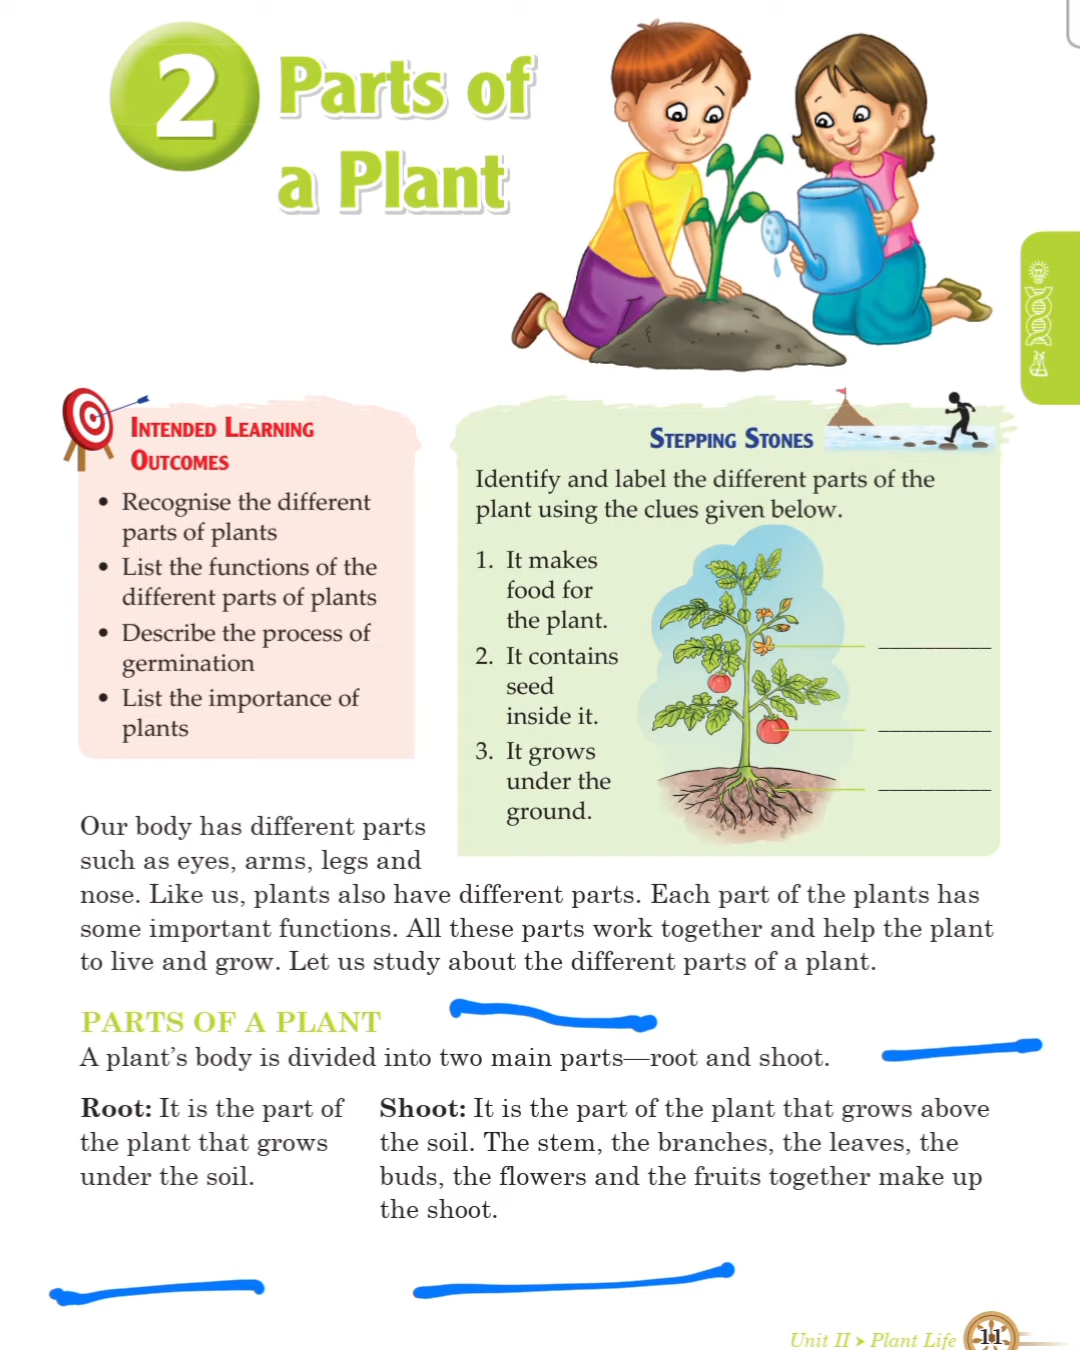 2
Parts of
a Plant
INTENDED LEARNING
OUTCOMES
• Recognise the different
parts of plants
• List the functions of the
different parts of plants
• Describe the process of
germination
• List the importance of
plants
STEPPING STONES
Identify and label the different parts of the
plant using the clues given below.
1. It makes
food for
the plant.
2. It contains
seed
inside it.
3. It grows
under the
ground.
Our body has different parts
such as eyes, arms, legs and
nose. Like us, plants also have different parts. Each part of the plants has
some important functions. All these parts work together and help the plant
to live and grow. Let us study about the different parts of a plant.
PARTS OF A PLANT
A plant's body is divided into two main parts—root and shoot.
Root: It is the part of
the plant that grows
under the soil.
Shoot: It is the part of the plant that grows above
the soil. The stem, the branches, the leaves, the
buds, the flowers and the fruits together make up
the shoot.
Unit II ➤ Plant Life 11